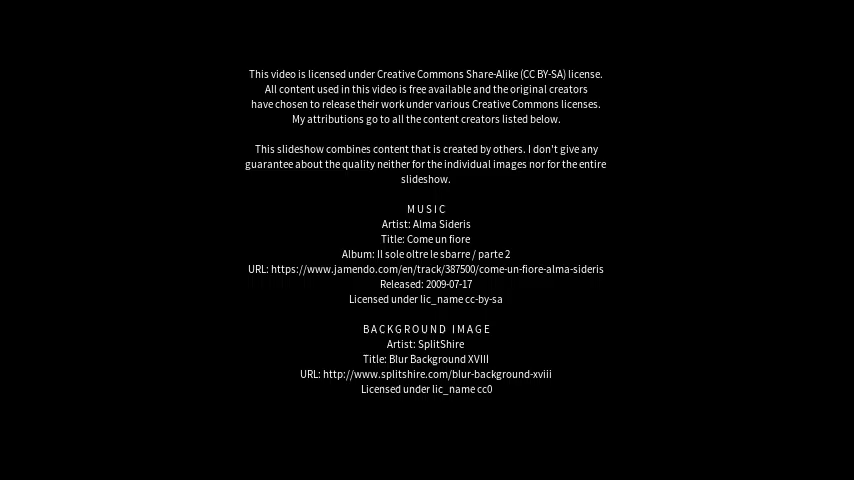 This video is licensed under Creative Commons Share-Alike (CC BY-SA) license.
All content used in this video is free available and the original creators
have chosen to release their work under various Creative Commons licenses.
My attributions go to all the content creators listed below.
This slideshow combines content that is created by others. I don't give any
guarantee about the quality neither for the individual images nor for the entire
slideshow.
MUSIC
Artist: Alma Sideris
Title: Come un fiore
Album: Il sole oltre le sbarre / parte 2
URL: https://www.jamendo.com/en/track/387500/come-un-fiore-alma-sideris
Released: 2009-07-17
Licensed under lic_name cc-by-sa
BACKGROUND IMAGE
Artist: SplitShire
Title: Blur Background XVIII
URL: http://www.splitshire.com/blur-background-xviii
Licensed under lic_name cc0